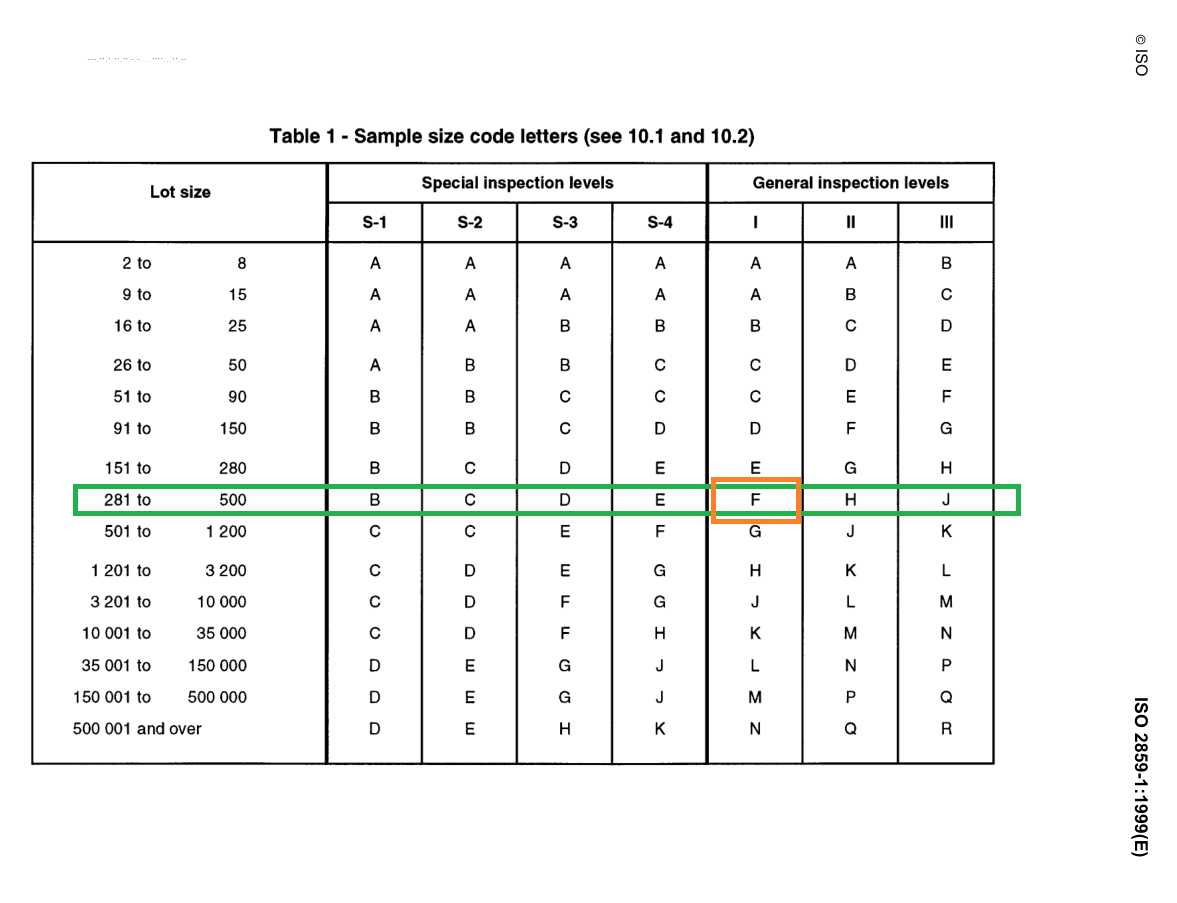 © ISO
Table 1 - Sample size code letters (see 10.1 and 10.2)
Lot size Special inspection levels General inspection levels
S-1 S-2 S-3 S-4 I II III
2 to 8 A A A A A A B
9 to 15 A A A A A B C
16 to 25 A A B B B C D
26 to 50 A B B C C D E
51 to 90 B B C C C E F
91 to 150 B B C D D F G
151 to 280 B C D E E G H
281 to 500 B C D E F H J
501 to 1 200 C C E F G J K
1 201 to 3 200 C D E G H K L
3 201 to 10 000 C D F G J L M
10 001 to 35 000 C D F H K M N
35 001 to 150 000 D E G J L N P
150 001 to 500 000 D E G J M P Q
500 001 and over D E H K N Q R
ISO 2859-1:1999(E)